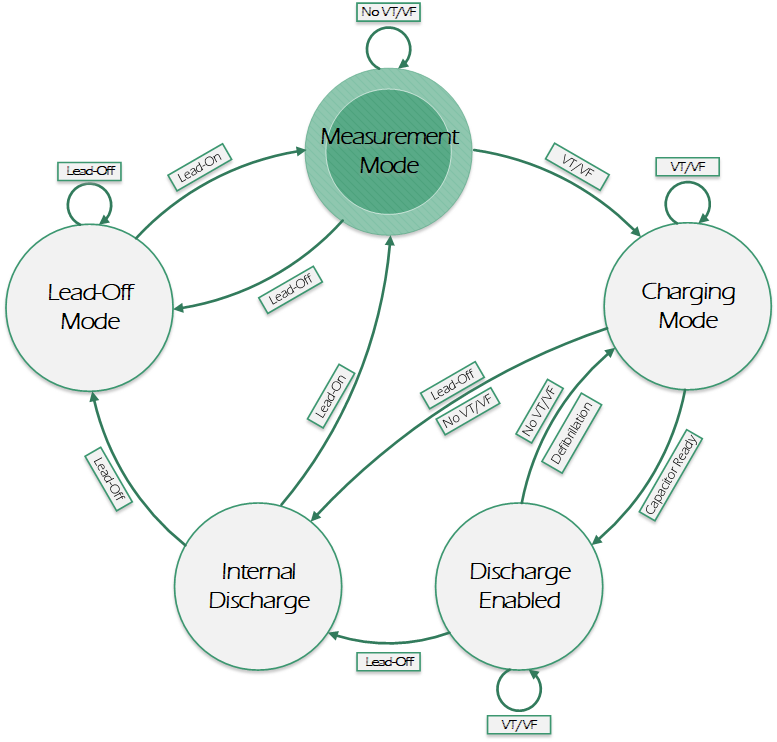 No VT/VF
Measurement
Mode
Lead-On
VT/VF
Lead-Off
VT/VF
Lead-Off
Mode
Lead-Off
Charging
Mode
Lead-On
Lead-Off
No VT/VF
No VT/VF
Defibrilation
Capacitor Ready
Lead-Off
Internal
Discharge
Discharge
Enabled
Lead-Off
VT/VF